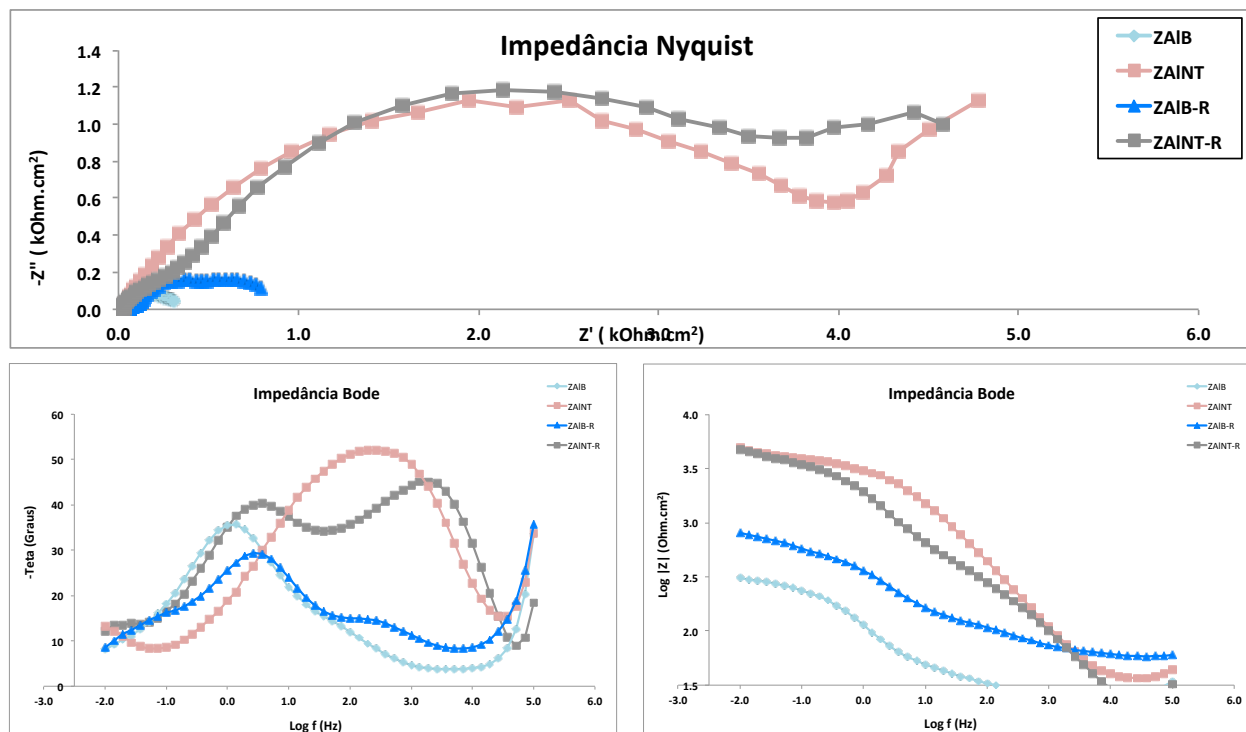 Impedância Nyquist
-Z'' ( kOhm.cm²)
1.4
1.2
1.0
0.8
0.6
0.4
0.2
0.0
0.0 1.0 2.0 3.0 4.0 5.0 6.0
Z' ( kOhm.cm²)
ZAlB
ZAlNT
ZAlB-R
ZAlNT-R
Impedância Bode
-Teta (Graus)
60
50
40
30
20
10
0
-3.0 -2.0 -1.0 0.0 1.0 2.0 3.0 4.0 5.0 6.0
Log f (Hz)
ZAlB
ZAlNT
ZAlB-R
ZAlNT-R
Impedância Bode
Log |Z| (Ohm.cm²)
4.0
3.5
3.0
2.5
2.0
1.5
-3.0 -2.0 -1.0 0.0 1.0 2.0 3.0 4.0 5.0 6.0
Log f (Hz)
ZAlB
ZAlNT
ZAlB-R
ZAlNT-R